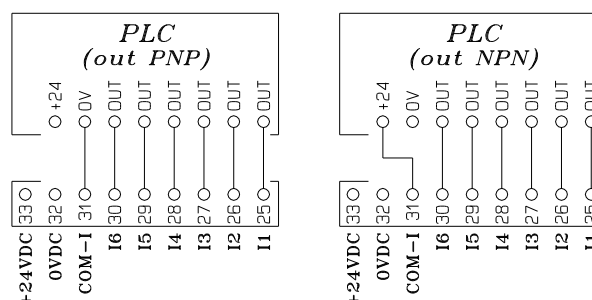 PLC
(out PNP)
+24 0V OUT OUT OUT OUT OUT OUT
33 32 31 30 29 28 27 26 25
+24VDC 0VDC COM-I I6 I5 I4 I3 I2 I1
PLC
(out NPN)
+24 0V OUT OUT OUT OUT OUT OUT
33 32 31 30 29 28 27 26 25
+24VDC 0VDC COM-I I6 I5 I4 I3 I2 I1